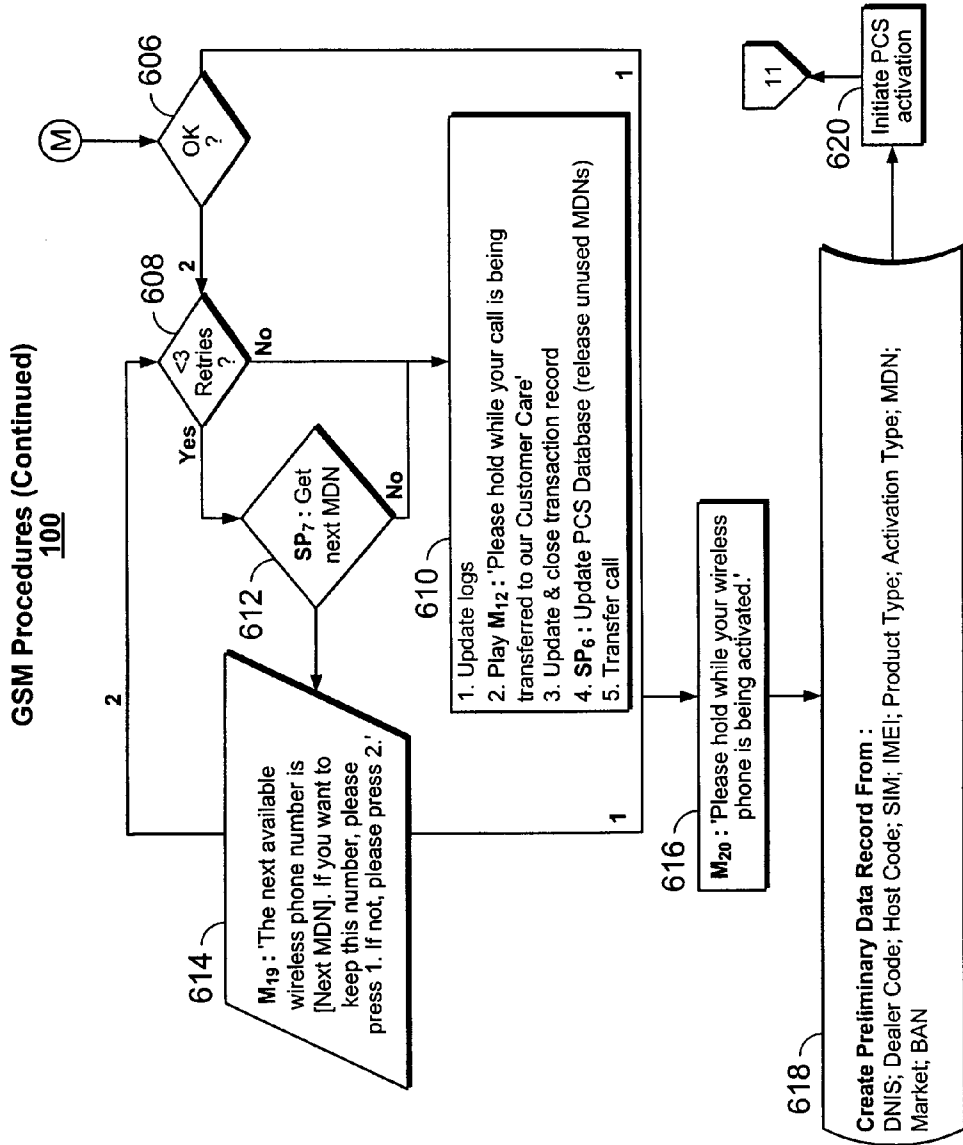 GSM Procedures (Continued)
100
M
606
OK
?
1
2
608
<3
Retries
?
Yes
No
2
612
SP7 : Get
next MDN
No
614
M19 : 'The next available
wireless phone number is
[Next MDN]. If you want to
keep this number, please
press 1. If not, please press 2.'
1
610
1. Update logs
2. Play M12 : 'Please hold while your call is being
transferred to our Customer Care'
3. Update & close transaction record
4. SP6 : Update PCS Database (release unused MDNs)
5. Transfer call
616
M20 : 'Please hold while your wireless
phone is being activated.'
618
Create Preliminary Data Record From :
DNIS; Dealer Code; Host Code; SIM; IMEI; Product Type; Activation Type; MDN;
Market; BAN
620
Initiate PCS
activation
11